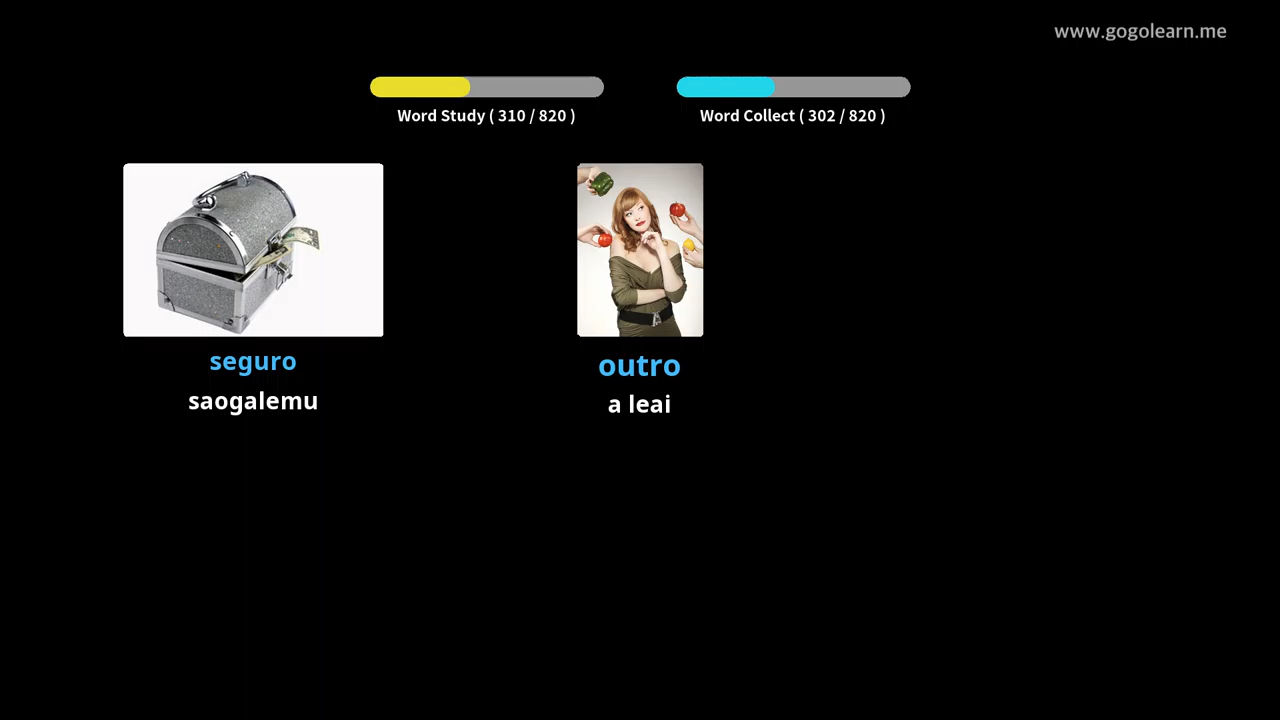 www.gogolearn.me
Word Study ( 310 / 820 )
Word Collect ( 302 / 820 )
seguro
saogalemu
outro
a leai